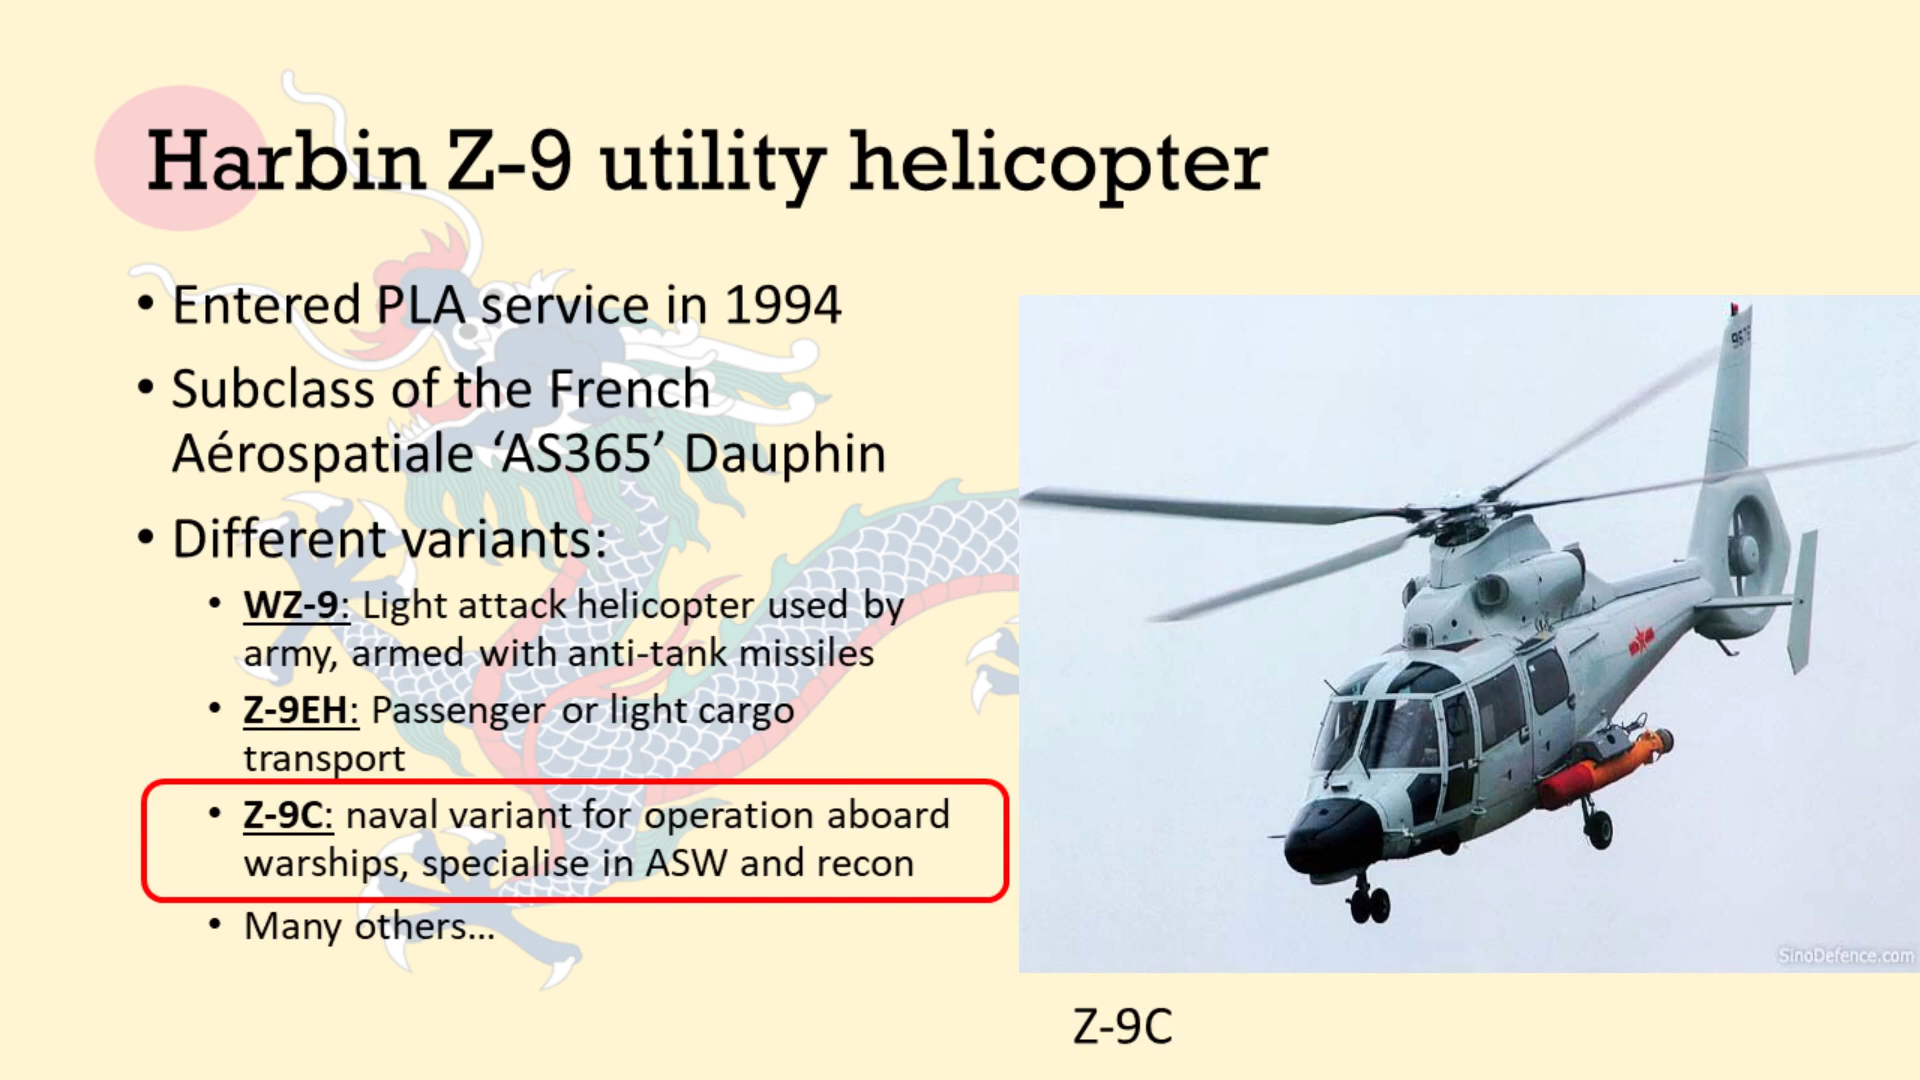 Harbin Z-9 utility helicopter
• Entered PLA service in 1994
• Subclass of the French
Aérospatiale ‘AS365’ Dauphin
• Different variants:
• WZ-9: Light attack helicopter used by
army, armed with anti-tank missiles
• Z-9EH: Passenger or light cargo
transport
• Z-9C: naval variant for operation aboard
warships, specialise in ASW and recon
• Many others...
SinoDefence.com
Z-9C